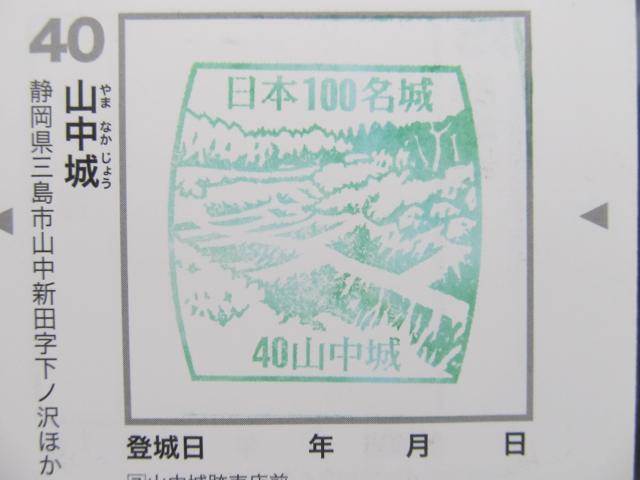 40
山中城
やま なか じょう
静岡県三島市山中新田字下ノ沢ほか
日本100名城
40山中城
登城日 年 月 日